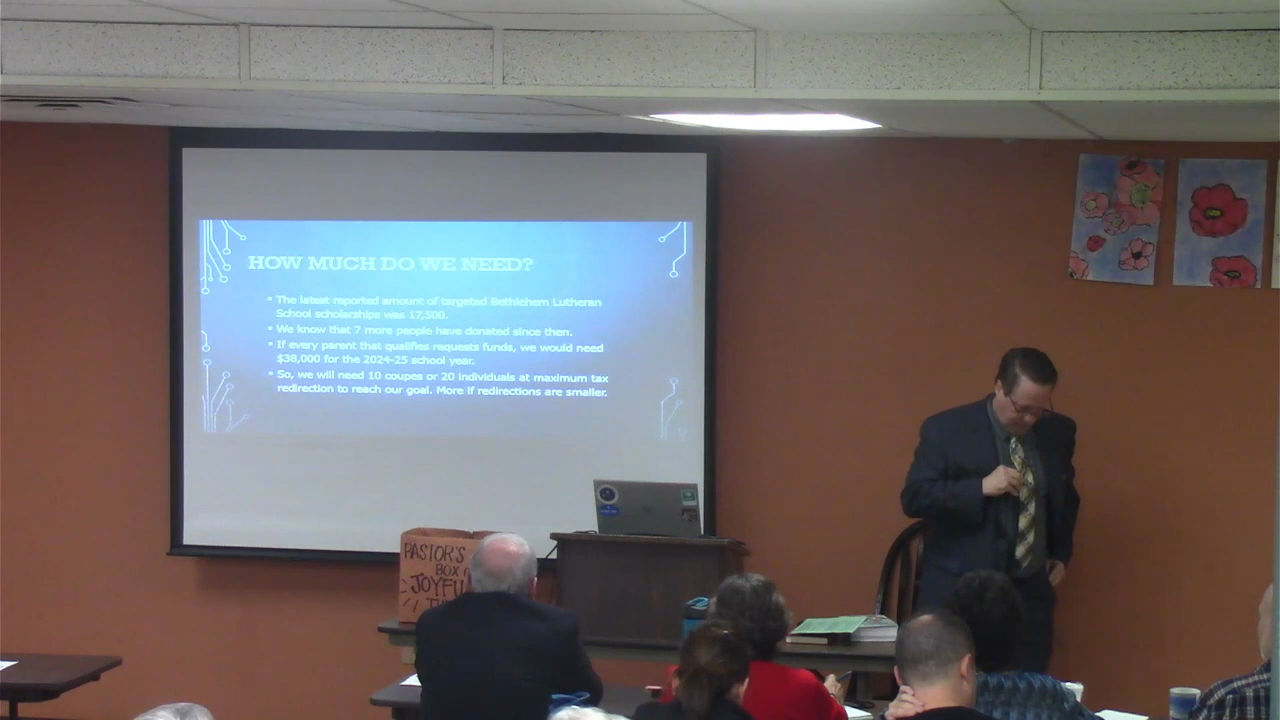 HOW MUCH DO WE NEED?
▪ The latest reported amount of targeted Bethlehem Lutheran
School scholarships was 17,500.
▪ We know that 7 more people have donated since then.
▪ If every parent that qualifies requests funds, we would need
$38,000 for the 2024-25 school year.
▪ So, we will need 10 coupes or 20 individuals at maximum tax
redirection to reach our goal. More if redirections are smaller.
PASTOR'S
BOX